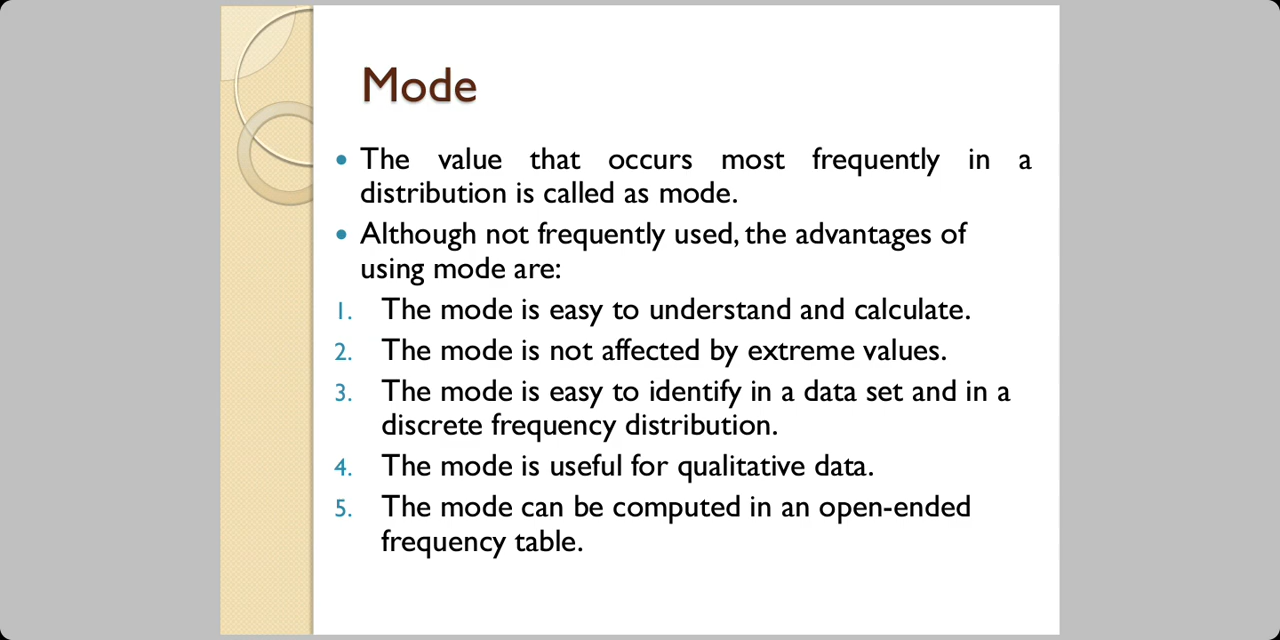 Mode
• The value that occurs most frequently in a
distribution is called as mode.
• Although not frequently used, the advantages of
using mode are:
1. The mode is easy to understand and calculate.
2. The mode is not affected by extreme values.
3. The mode is easy to identify in a data set and in a
discrete frequency distribution.
4. The mode is useful for qualitative data.
5. The mode can be computed in an open-ended
frequency table.